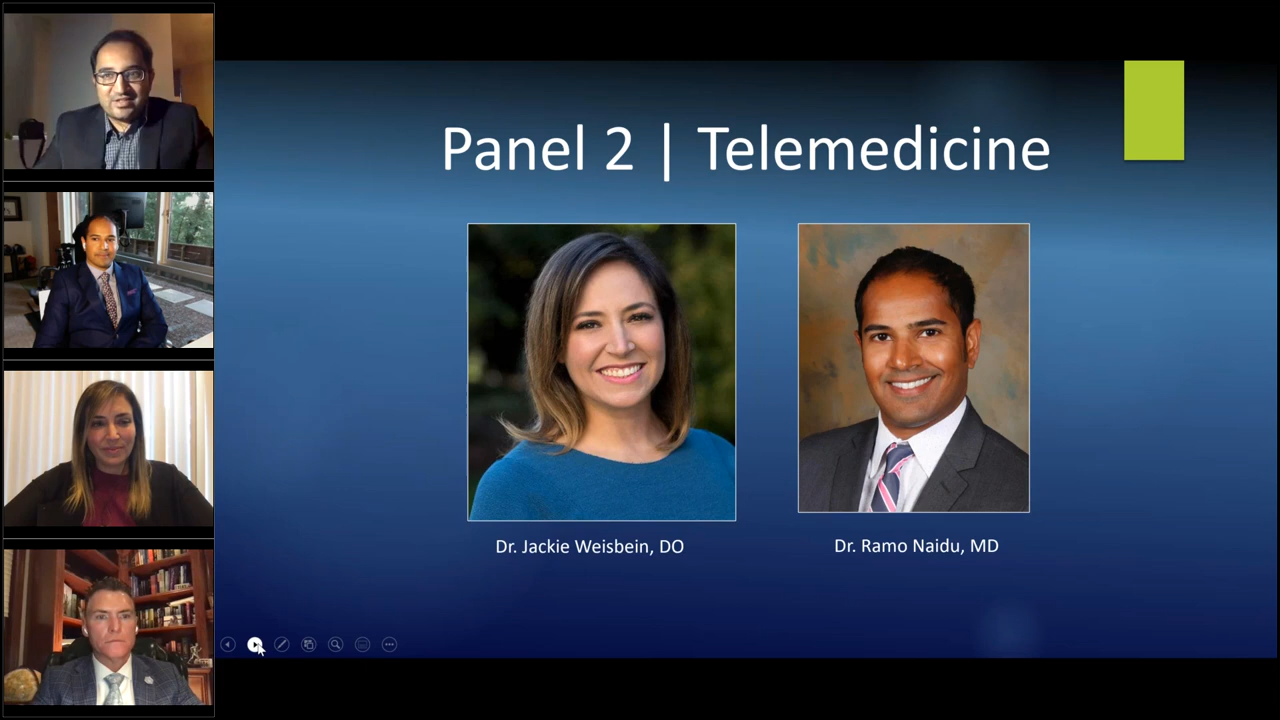 Panel 2 | Telemedicine
Dr. Jackie Weisbein, DO
Dr. Ramo Naidu, MD